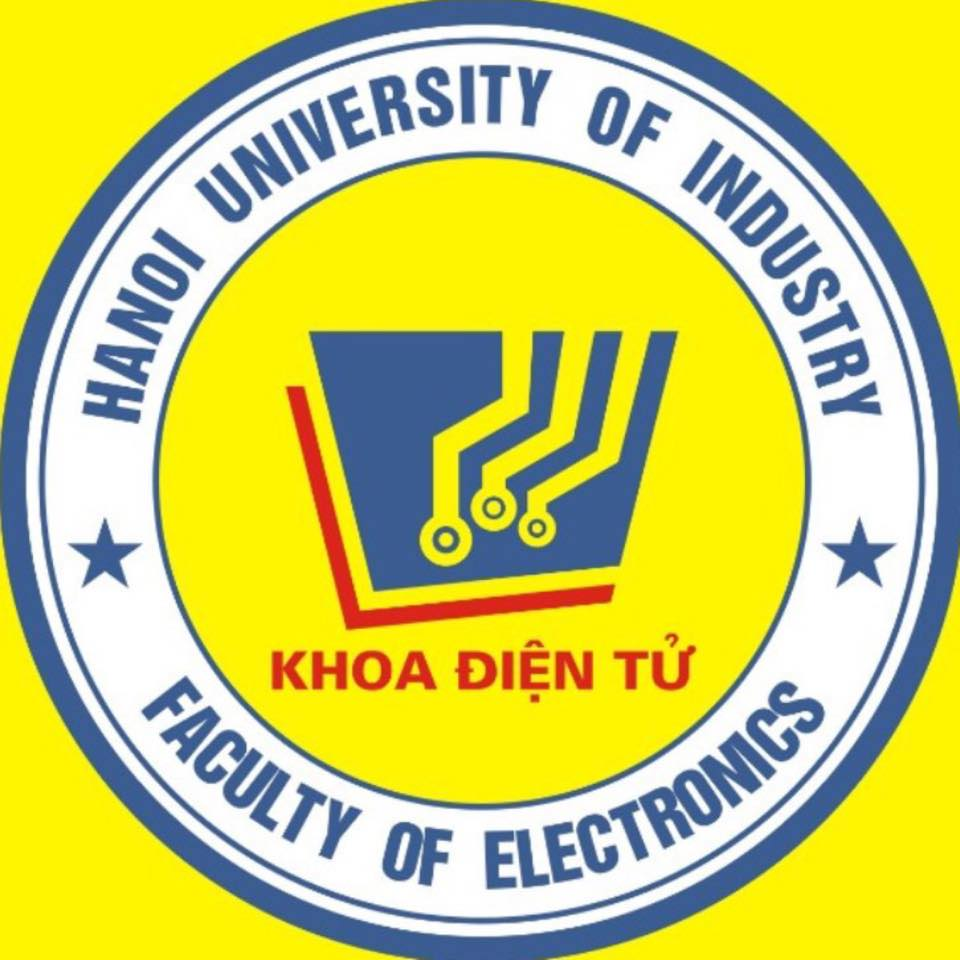 HANOI UNIVERSITY OF INDUSTRY
KHOA ĐIỆN TỬ
FACULTY OF ELECTRONICS